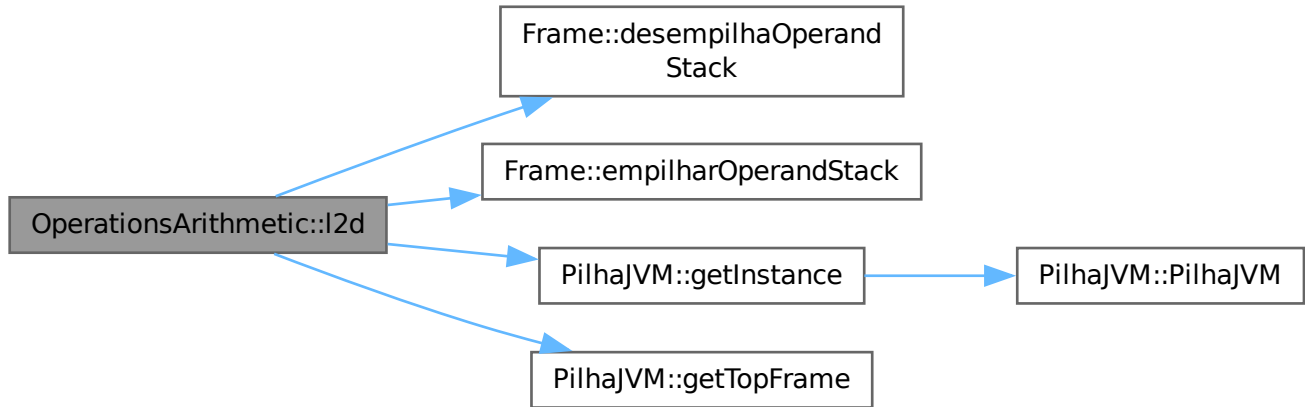 Frame::desempilhaOperand
Stack
Frame::empilharOperandStack
OperationsArithmetic::l2d
PilhaJVM::getInstance
PilhaJVM::PilhaJVM
PilhaJVM::getTopFrame